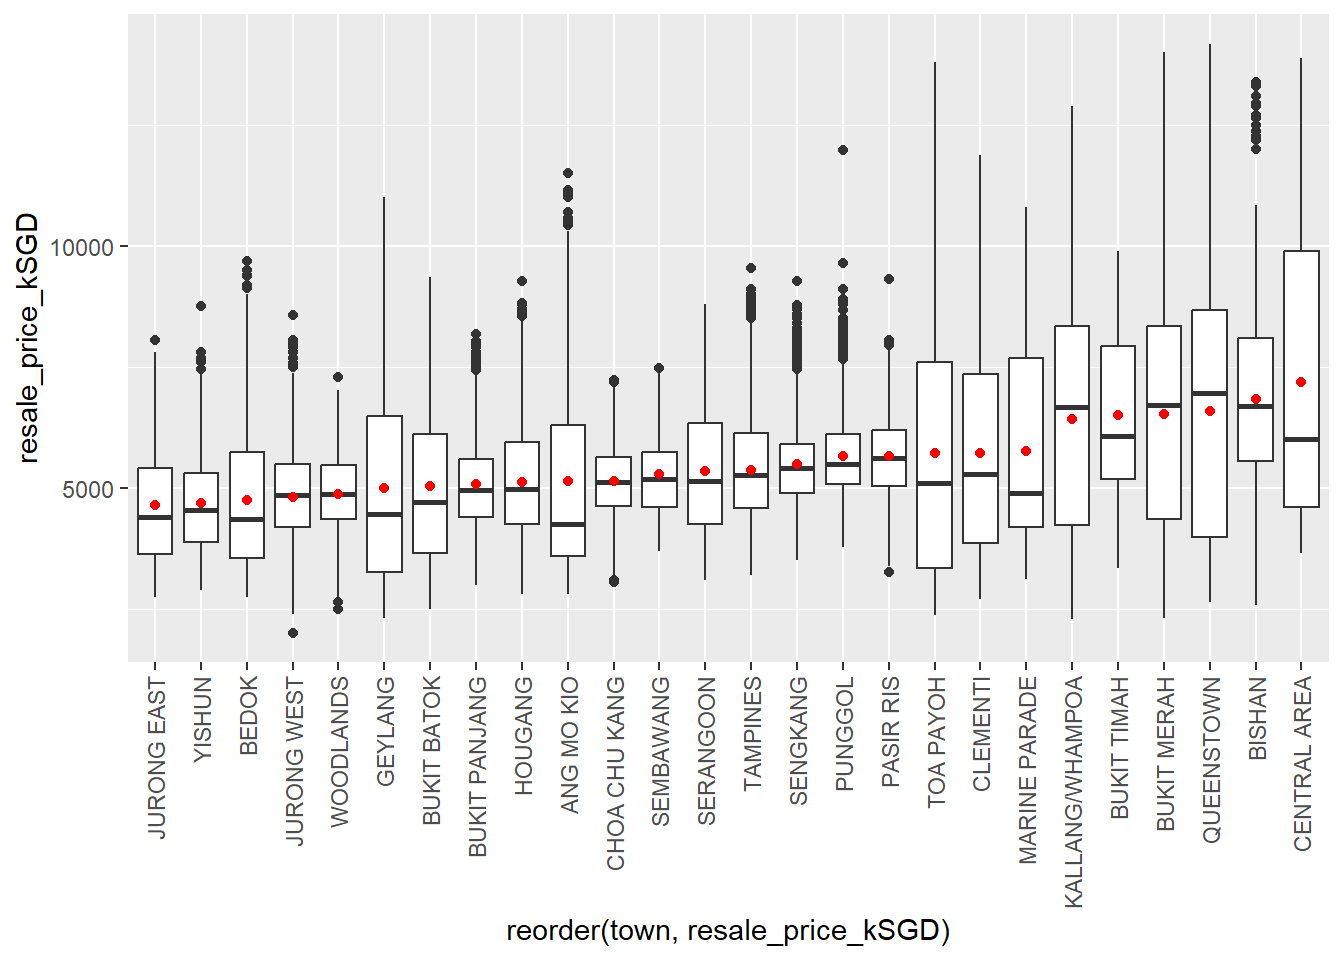 resale_price_kSGD
10000
5000
JURONG EAST
YISHUN
BEDOK
JURONG WEST
WOODLANDS
GEYLANG
BUKIT BATOK
BUKIT PANJANG
HOUGANG
ANG MO KIO
CHOA CHU KANG
SEMBAWANG
SERANGOON
TAMPINES
SENGKANG
PUNGGOL
PASIR RIS
TOA PAYOH
CLEMENTI
MARINE PARADE
KALLANG/WHAMPOA
BUKIT TIMAH
BUKIT MERAH
QUEENSTOWN
BISHAN
CENTRAL AREA
reorder(town, resale_price_kSGD)